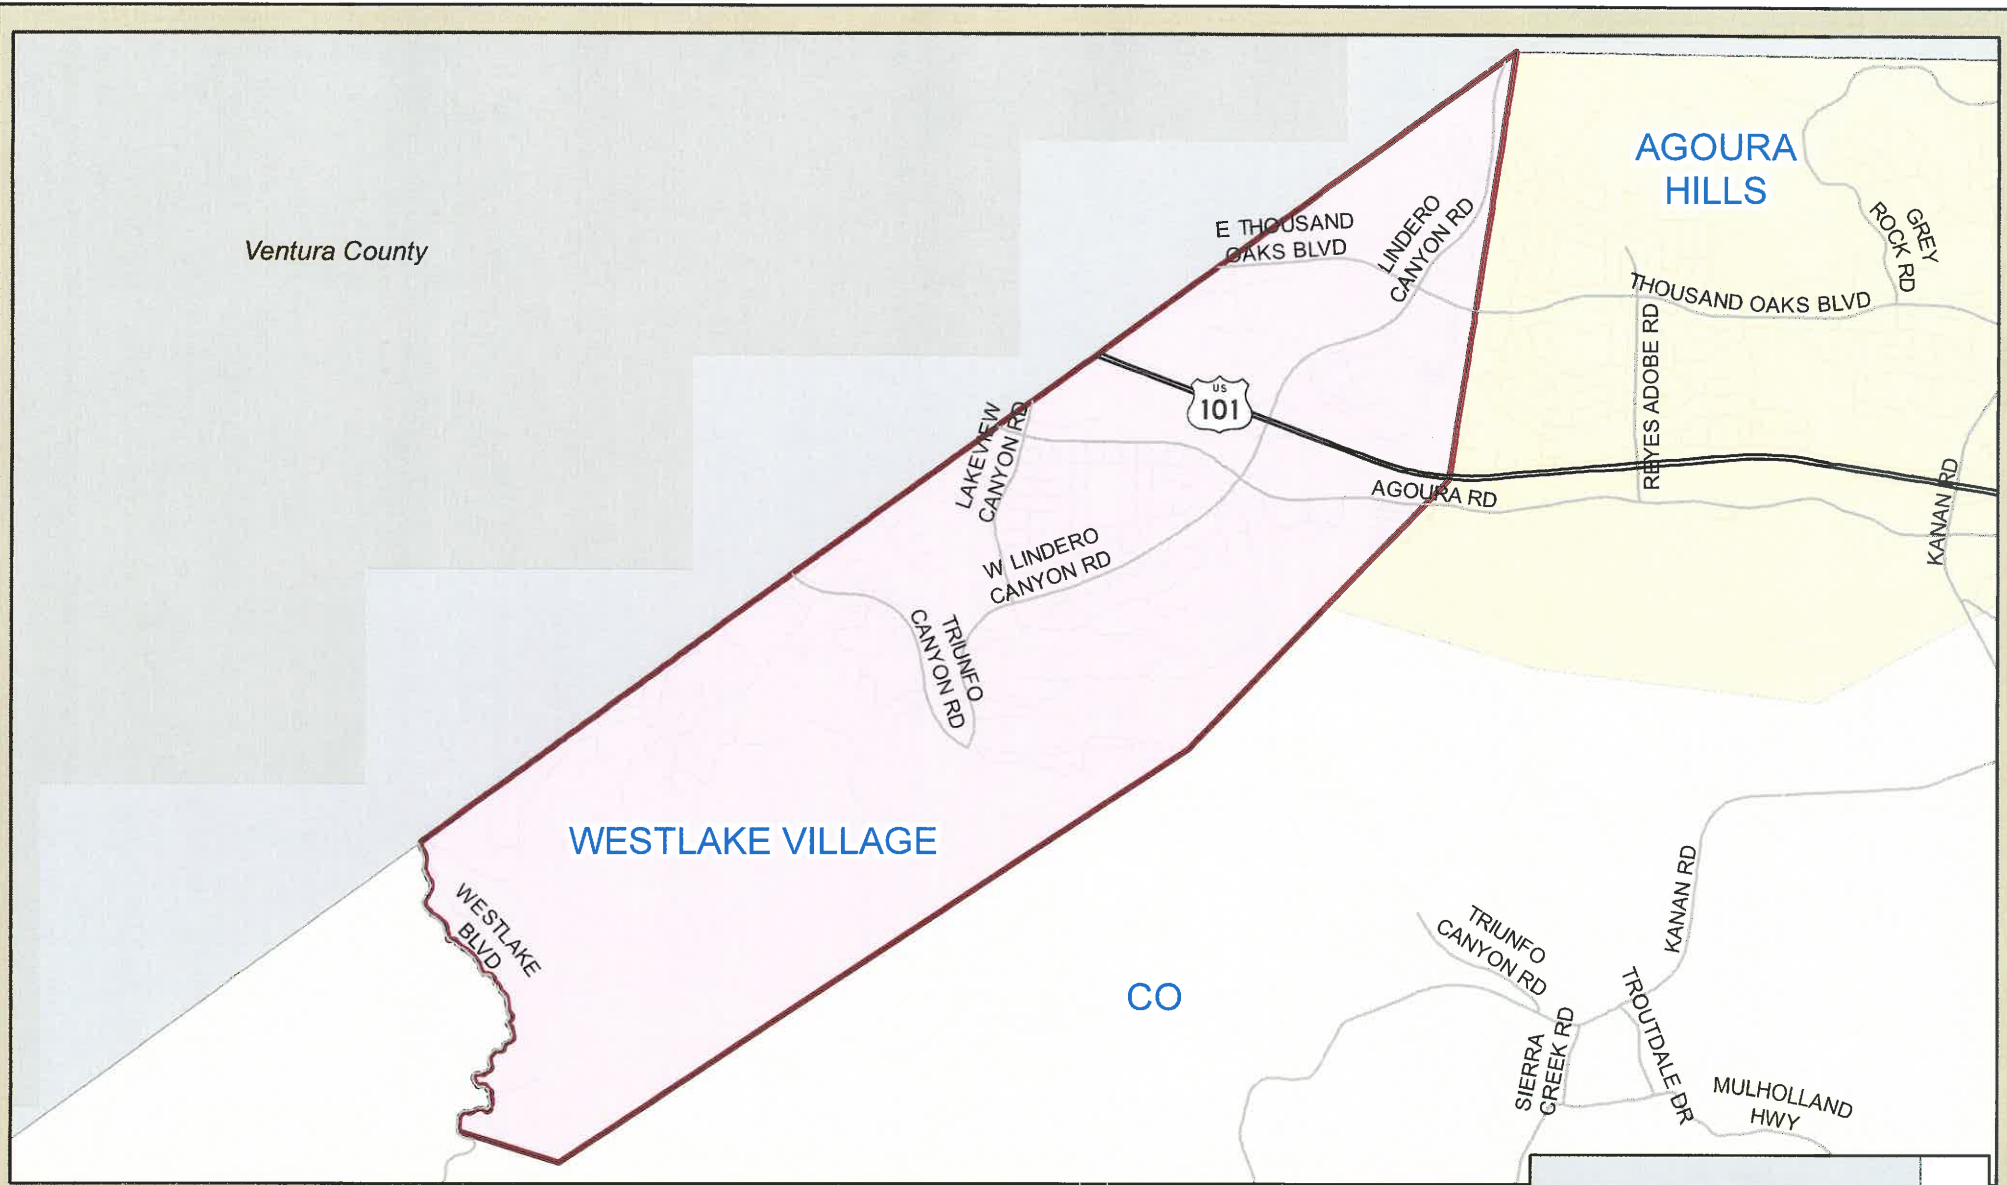 AGOURA
HILLS
Ventura County
E THOUSAND
OAKS BLVD
LINDERO
CANYON RD
GREY
ROCK RD
THOUSAND OAKS BLVD
REYES ADOBE RD
US
101
LAKEVIEW
CANYON RD
AGOURA RD
KANAN RD
W LINDERO
CANYON RD
TRIUNFO
CANYON RD
WESTLAKE VILLAGE
WESTLAKE
BLVD
KANAN RD
TRIUNFO
CANYON RD
CO
TROUTDALE DR
SIERRA
CREEK RD
MULHOLLAND
HWY